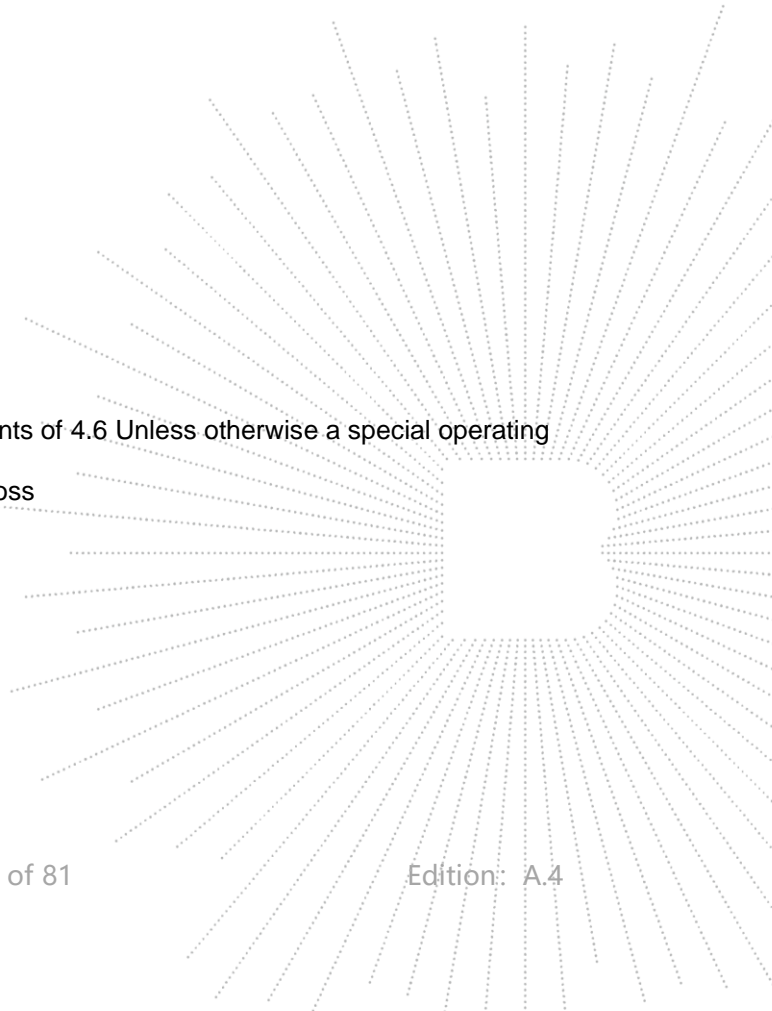 nts of 4.6 Unless otherwise a special operating
oss
of 81 Edition: A.4